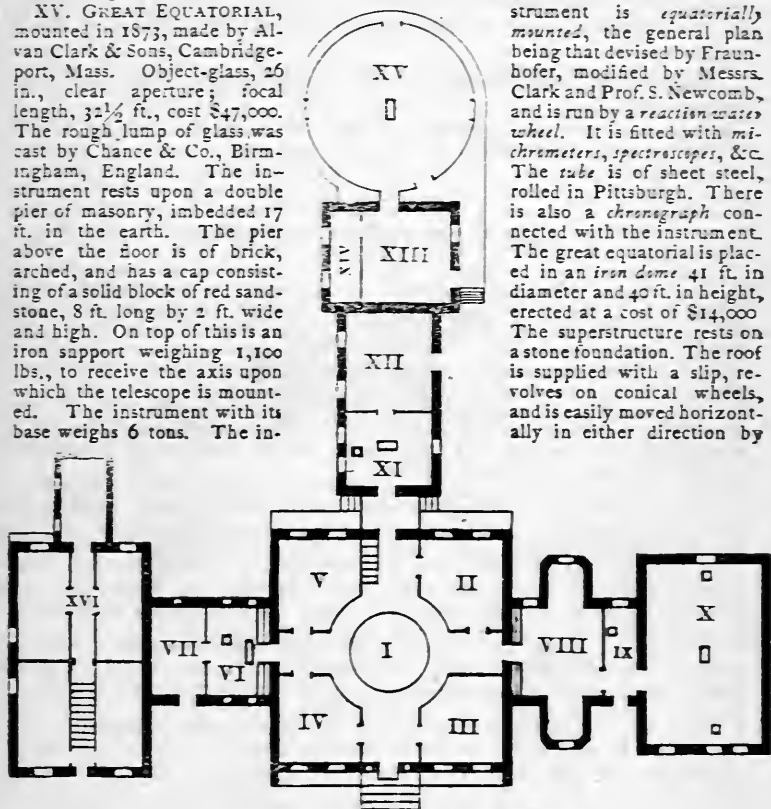 XV. GREAT EQUATORIAL,
mounted in 1873, made by Al-
van Clark & Sons, Cambridge-
port, Mass. Object-glass, 26
in., clear aperture; focal
length, 32½ ft., cost $47,000.
The rough lump of glass was
cast by Chance & Co., Birm-
ingham, England. The in-
strument rests upon a double
pier of masonry, imbedded 17
ft. in the earth. The pier
above the floor is of brick,
arched, and has a cap consist-
ing of a solid block of red sand-
stone, 8 ft. long by 2 ft. wide
and high. On top of this is an
iron support weighing 1,100
lbs., to receive the axis upon
which the telescope is mount-
ed. The instrument with its
base weighs 6 tons. The in-
strument is equatorially
mounted, the general plan
being that devised by Fraun-
hofer, modified by Messrs.
Clark and Prof. S. Newcomb,
and is run by a reaction water
wheel. It is fitted with mi-
chrometers, spectroscopes, &c.
The tube is of sheet steel,
rolled in Pittsburgh. There
is also a chronograph con-
nected with the instrument.
The great equatorial is plac-
ed in an iron dome 41 ft. in
diameter and 40 ft. in height,
erected at a cost of $14,000
The superstructure rests on
a stone foundation. The roof
is supplied with a slip, re-
volves on conical wheels,
and is easily moved horizont-
ally in either direction by
XV
XIV
XIII
XII
XI
V
II
XVI
VII
VI
I
VIII
IX
X
IV
III